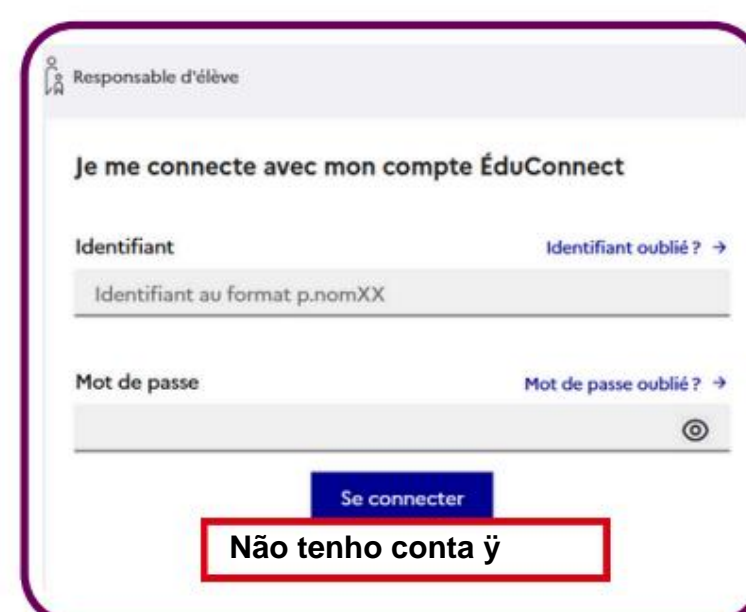 Responsable d'élève
Je me connecte avec mon compte ÉduConnect
Identifiant
Identifiant oublié ? →
Identifiant au format p.nomXX
Mot de passe
Mot de passe oublié ? →
Se connecter
Não tenho conta ÿ